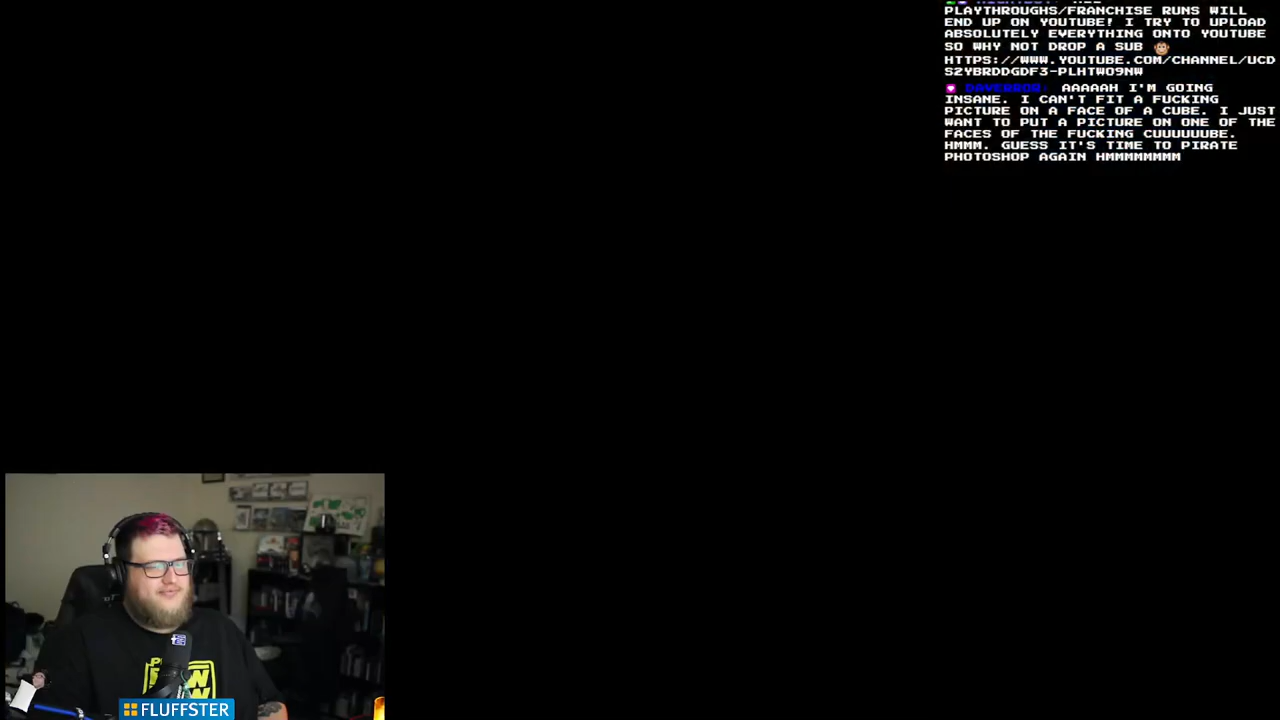 PLAYTHROUGHS/FRANCHISE RUNS WILL
END UP ON YOUTUBE! I TRY TO UPLOAD
ABSOLUTELY EVERYTHING ONTO YOUTUBE
SO WHY NOT DROP A SUB
HTTPS://WWW.YOUTUBE.COM/CHANNEL/UCD
S2YBRDDGDF3-PLHTWO9NW
AAAAAH I'M GOING
INSANE. I CAN'T FIT A FUCKING
PICTURE ON A FACE OF A CUBE. I JUST
WANT TO PUT A PICTURE ON ONE OF THE
FACES OF THE FUCKING CUUUUUUBE.
HMMM. GUESS IT'S TIME TO PIRATE
PHOTOSHOP AGAIN HMMMMMMMM
FLUFFSTER